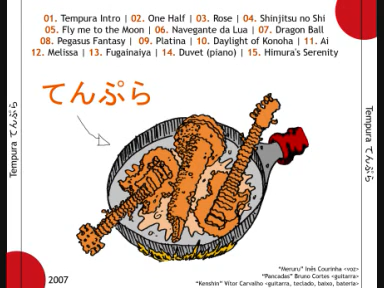 01. Tempura Intro | 02. One Half | 03. Rose | 04. Shinjitsu no Shi
05. Fly me to the Moon | 06. Navegante da Lua | 07. Dragon Ball
08. Pegasus Fantasy | 09. Platina | 10. Daylight of Konoha | 11. Ai
12. Melissa | 13. Fugainaiya | 14. Duvet (piano) | 15. Himura's Serenity
てんぷら
Tempura てんぷら
Tempura てんぷら
2007
"Meruru" Inês Courinha <voz>
"Pancadas" Bruno Cortes <guitarra>
"Kenshin" Vitor Carvalho <guitarra, teclado, baixo, bateria>